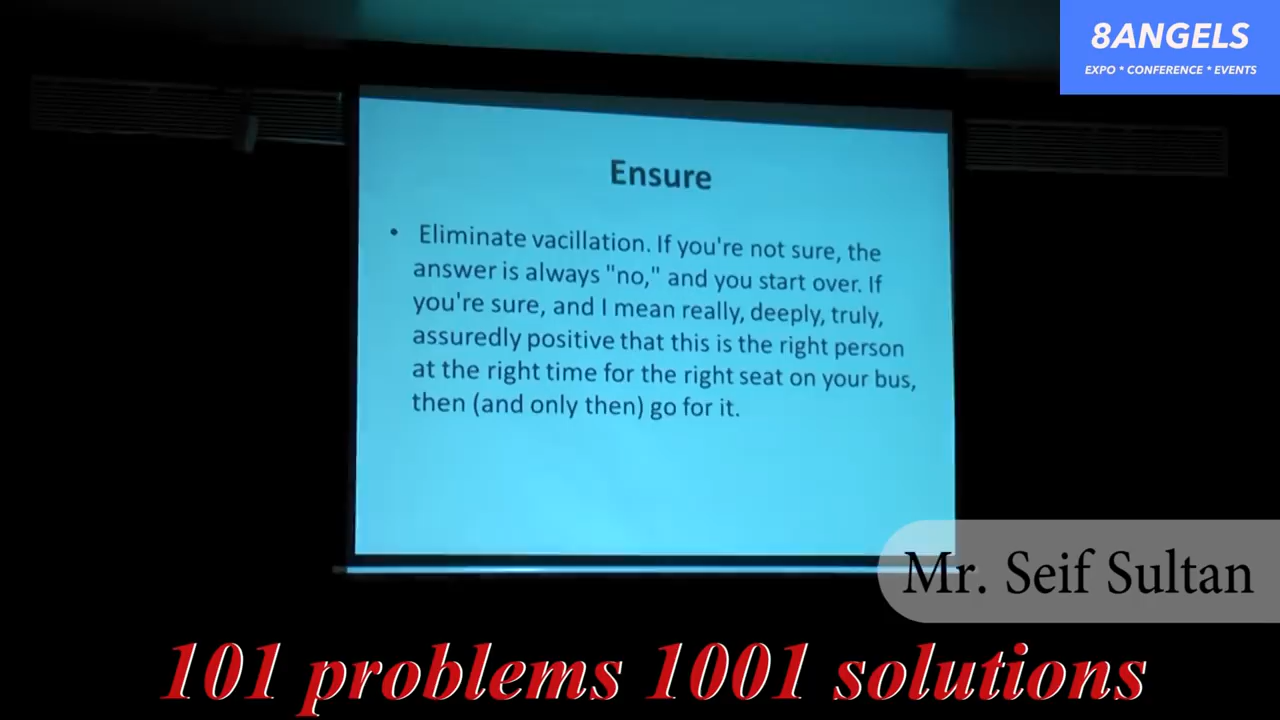 8ANGELS
EXPO * CONFERENCE * EVENTS
Ensure
• Eliminate vacillation. If you're not sure, the
answer is always "no," and you start over. If
you're sure, and I mean really, deeply, truly,
assuredly positive that this is the right person
at the right time for the right seat on your bus,
then (and only then) go for it.
Mr. Seif Sultan
101 problems 1001 solutions